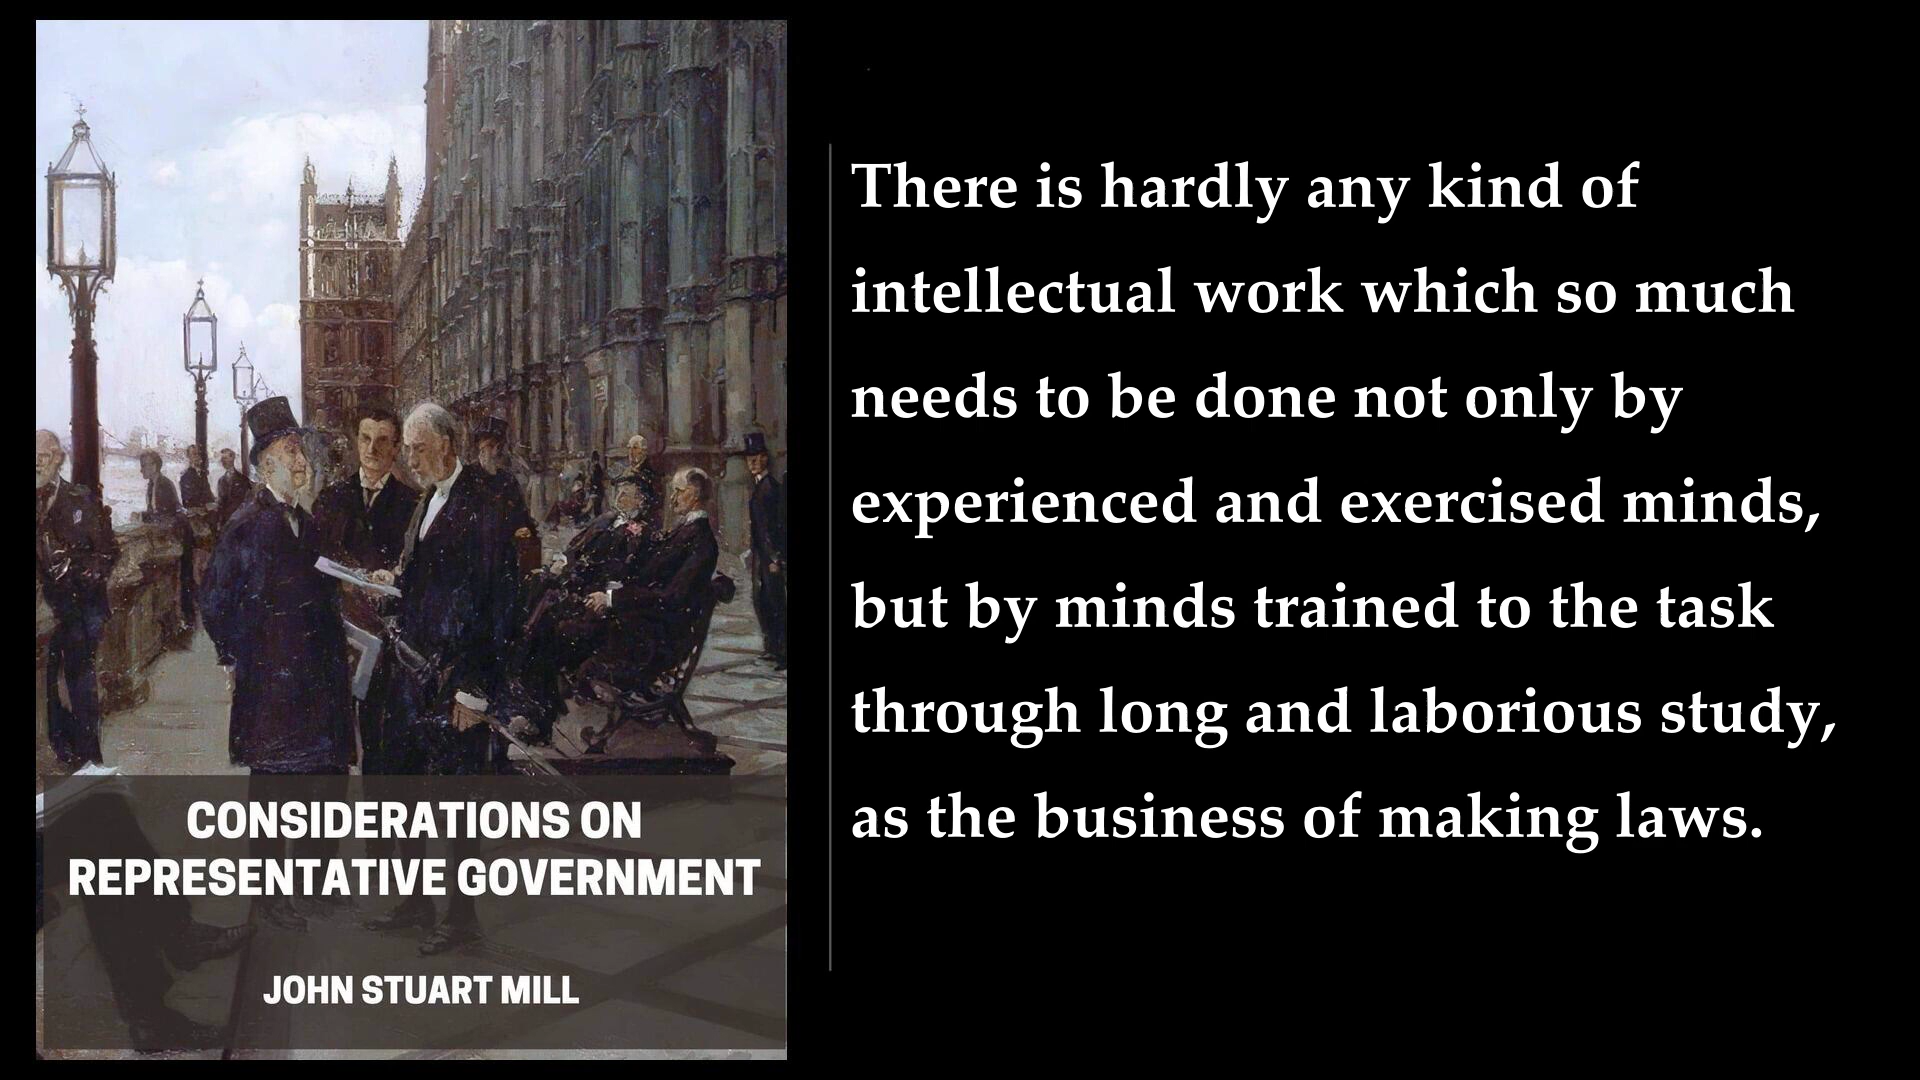 CONSIDERATIONS ON
REPRESENTATIVE GOVERNMENT
JOHN STUART MILL
There is hardly any kind of
intellectual work which so much
needs to be done not only by
experienced and exercised minds,
but by minds trained to the task
through long and laborious study,
as the business of making laws.